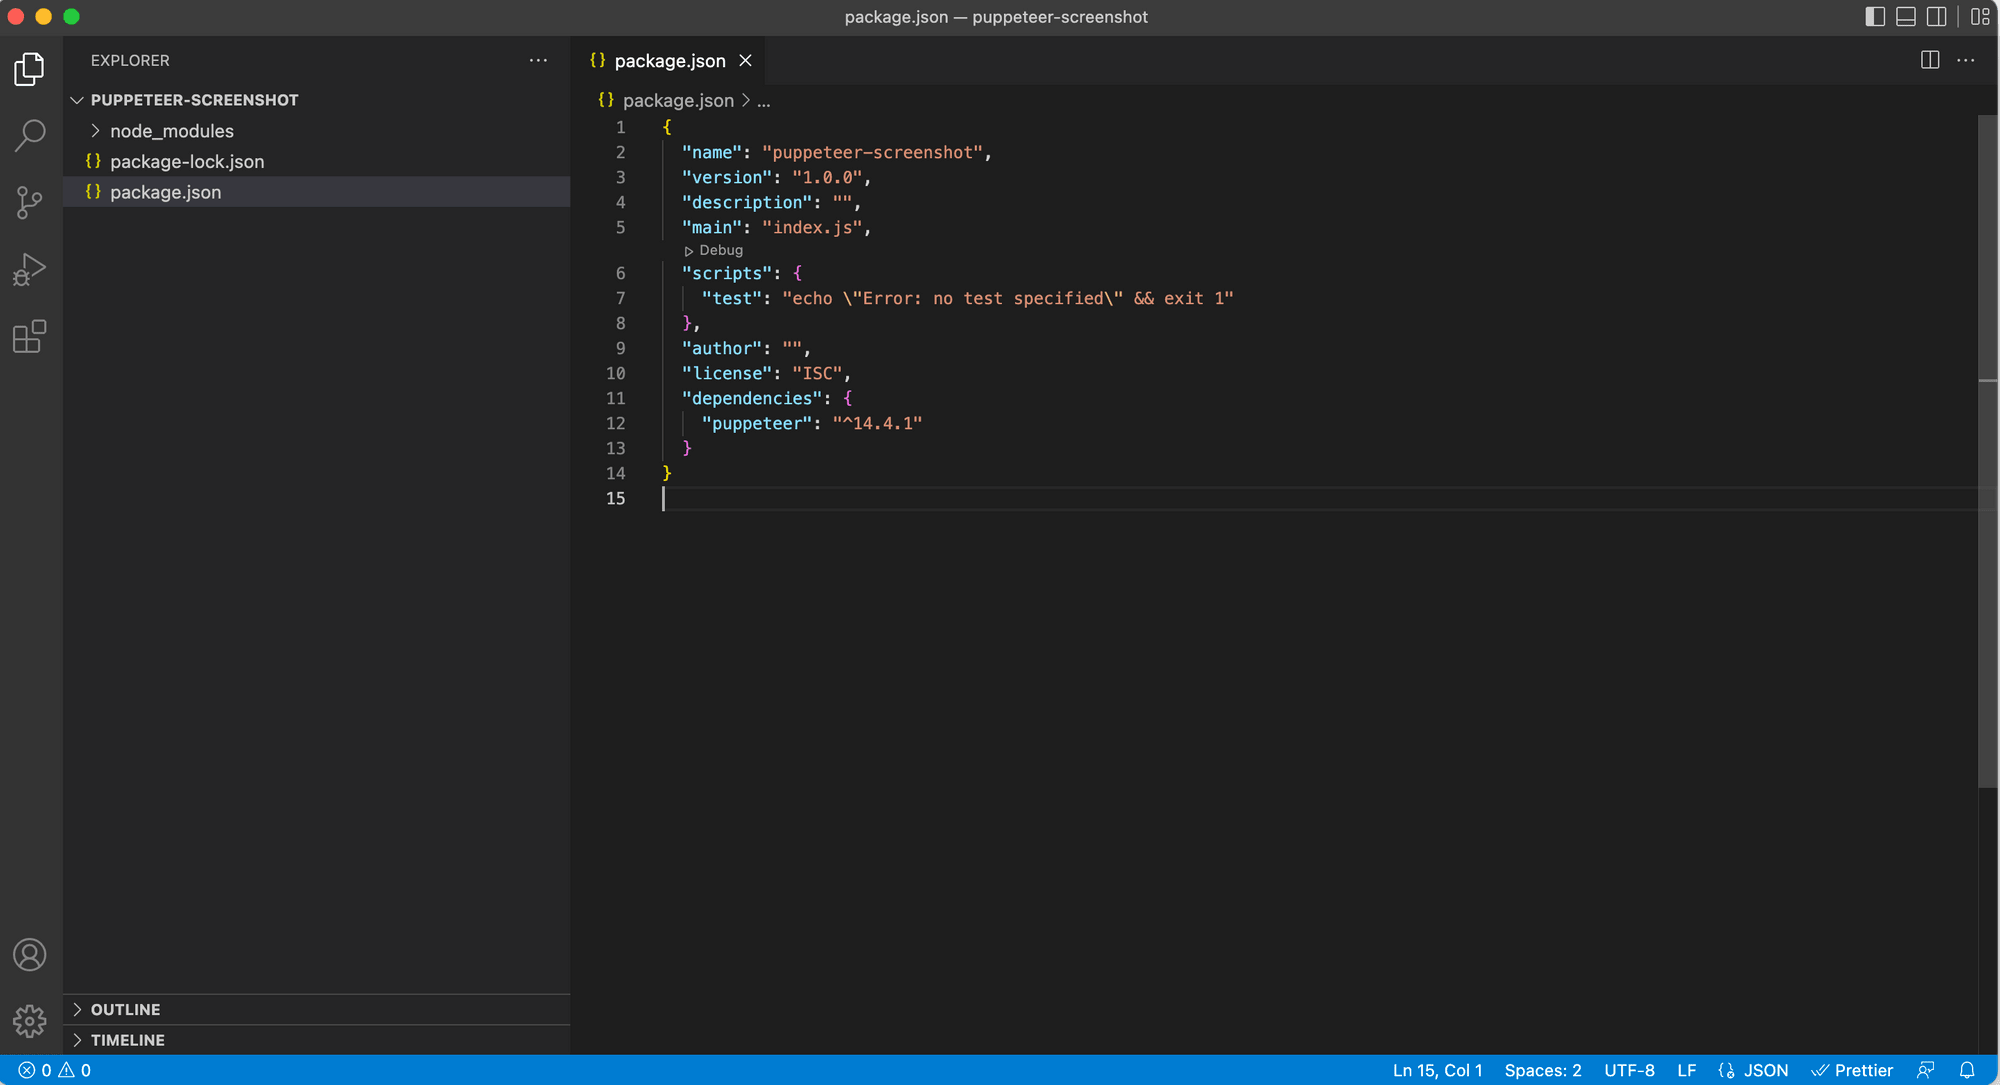 package.json — puppeteer-screenshot
EXPLORER
PUPPETEER-SCREENSHOT
node_modules
{} package-lock.json
{} package.json
OUTLINE
TIMELINE
{} package.json
{} package.json > ...
1 {
2   "name": "puppeteer-screenshot",
3   "version": "1.0.0",
4   "description": "",
5   "main": "index.js",
Debug
6   "scripts": {
7     "test": "echo \"Error: no test specified\" && exit 1"
8   },
9   "author": "",
10   "license": "ISC",
11   "dependencies": {
12     "puppeteer": "^14.4.1"
13   }
14 }
15
0 0 Ln 15, Col 1 Spaces: 2 UTF-8 LF {} JSON Prettier